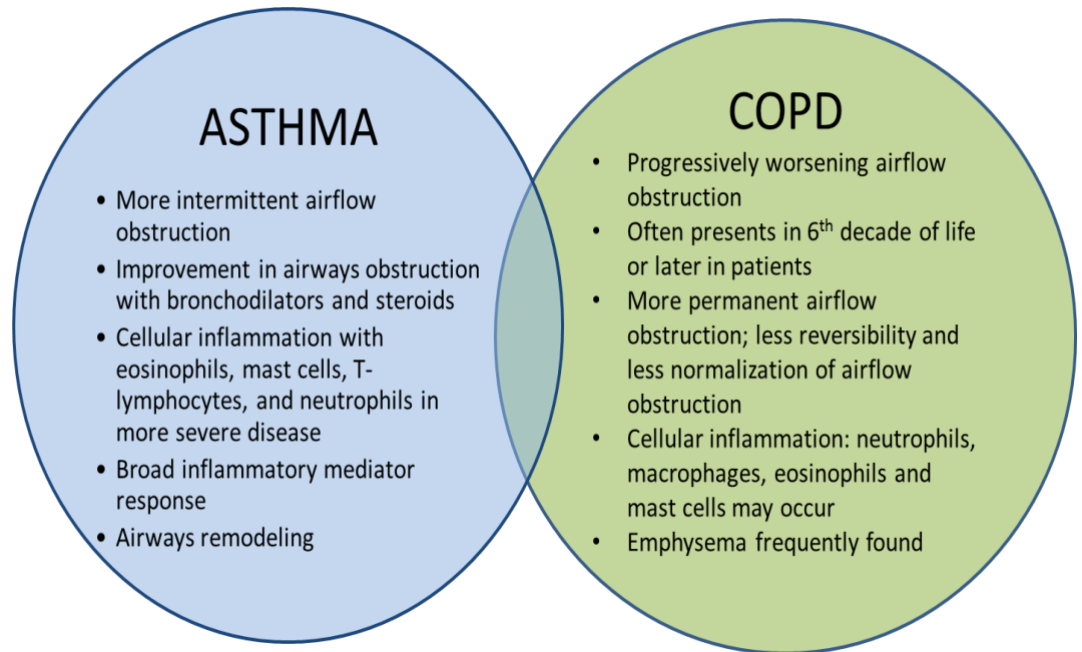 ASTHMA
• More intermittent airflow
obstruction
• Improvement in airways obstruction
with bronchodilators and steroids
• Cellular inflammation with
eosinophils, mast cells, T-
lymphocytes, and neutrophils in
more severe disease
• Broad inflammatory mediator
response
• Airways remodeling
COPD
• Progressively worsening airflow
obstruction
• Often presents in 6th decade of life
or later in patients
• More permanent airflow
obstruction; less reversibility and
less normalization of airflow
obstruction
• Cellular inflammation: neutrophils,
macrophages, eosinophils and
mast cells may occur
• Emphysema frequently found